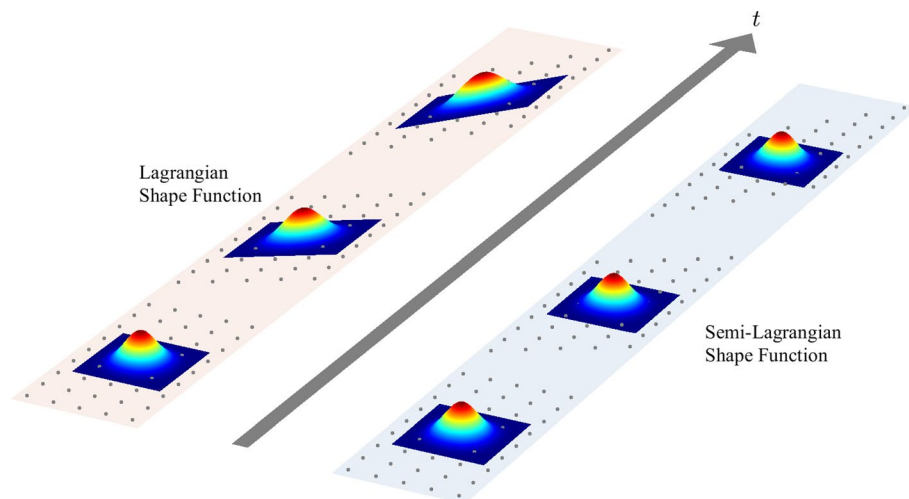 t
Lagrangian
Shape Function
Semi-Lagrangian
Shape Function